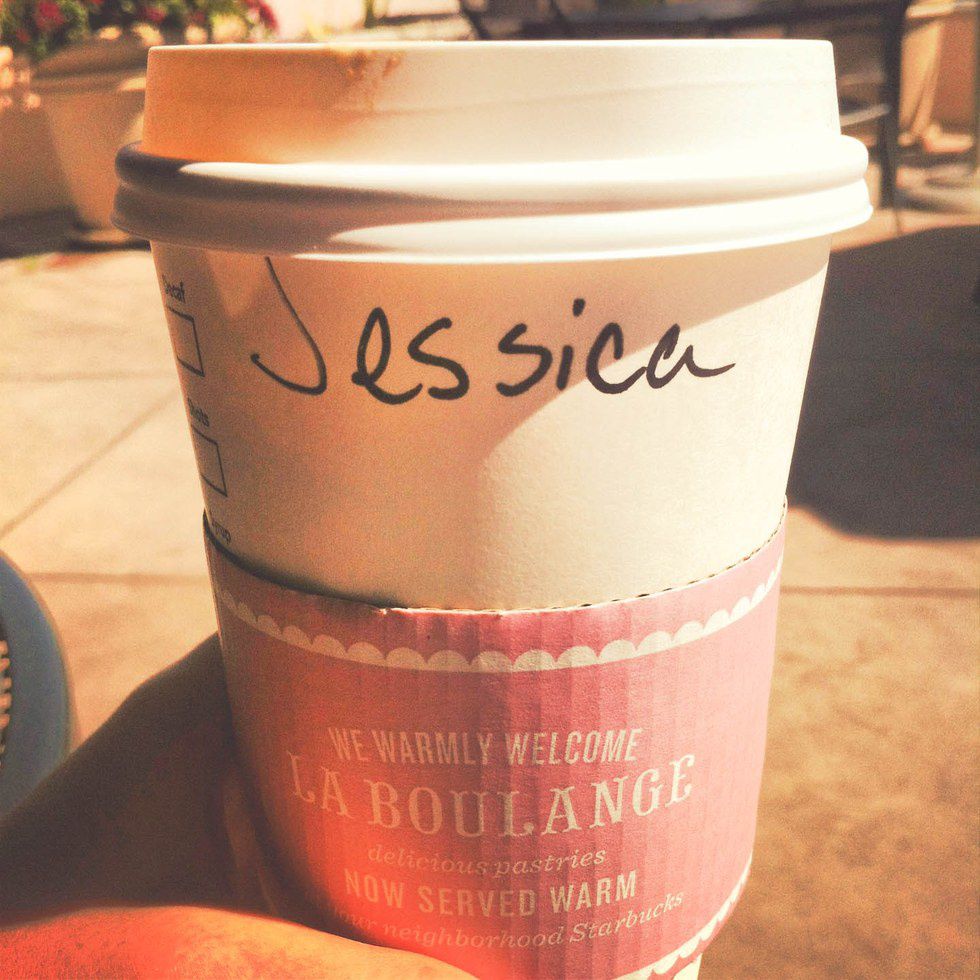 Decaf
Jessica
Shots
WE WARMLY WELCOME
LA BOULANGE
delicious pastries
NOW SERVED WARM
your neighborhood Starbucks